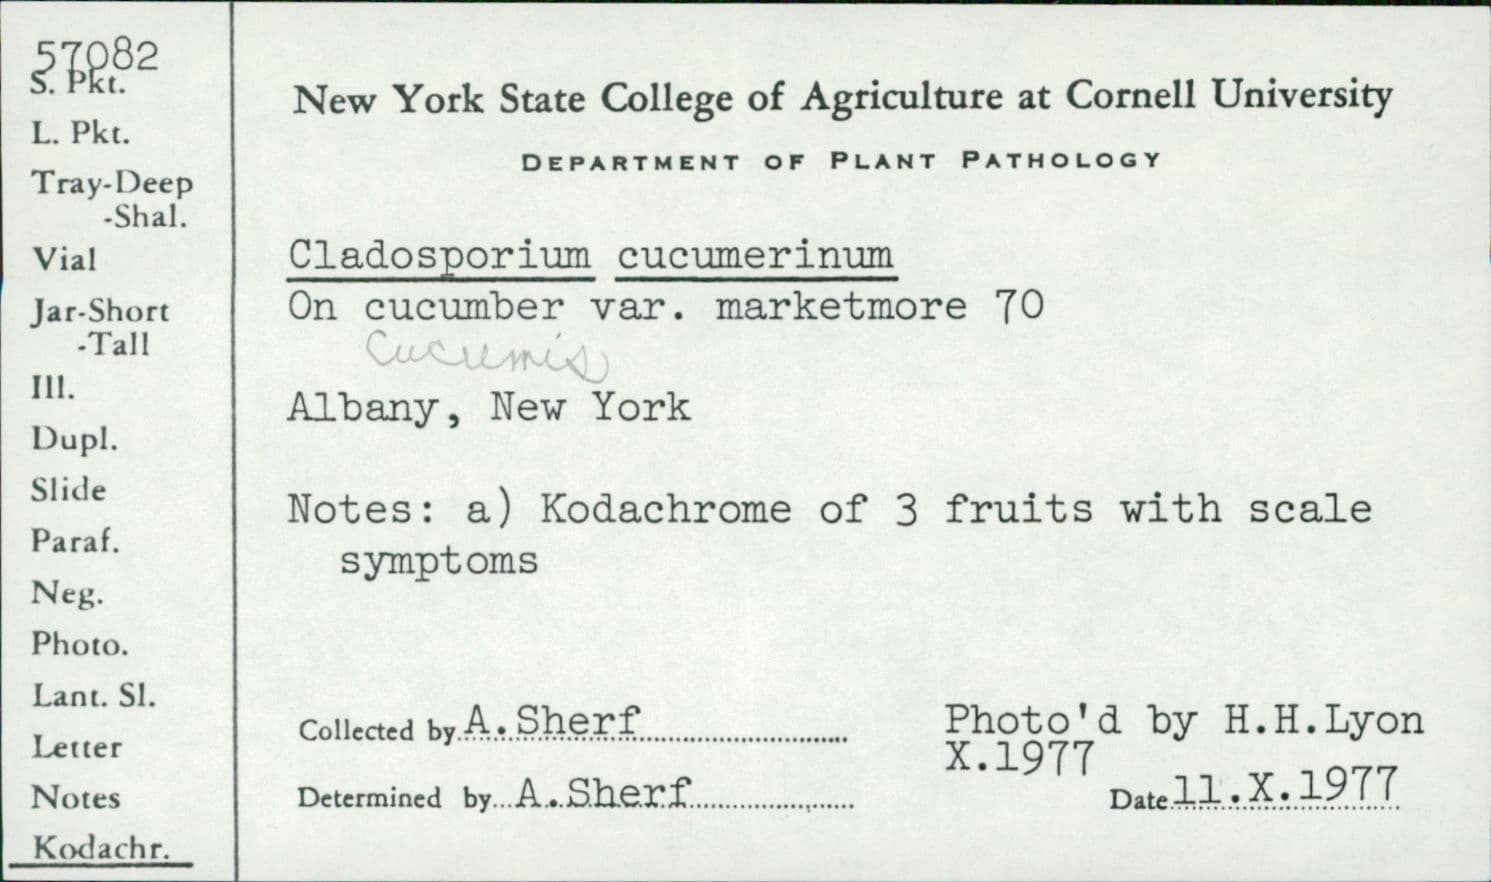 57082
S. Pkt.
L. Pkt.
Tray-Deep
-Shal.
Vial
Jar-Short
-Tall
Ill.
Dupl.
Slide
Paraf.
Neg.
Photo.
Lant. Sl.
Letter
Notes
Kodachr.
New York State College of Agriculture at Cornell University
DEPARTMENT OF PLANT PATHOLOGY
Cladosporium cucumerinum
On cucumber var. marketmore 70
Cucumis
Albany, New York
Notes: a) Kodachrome of 3 fruits with scale
symptoms
Collected by A. Sherf
Determined by A. Sherf
Photo'd by H.H.Lyon
X.1977
Date 11.X.1977